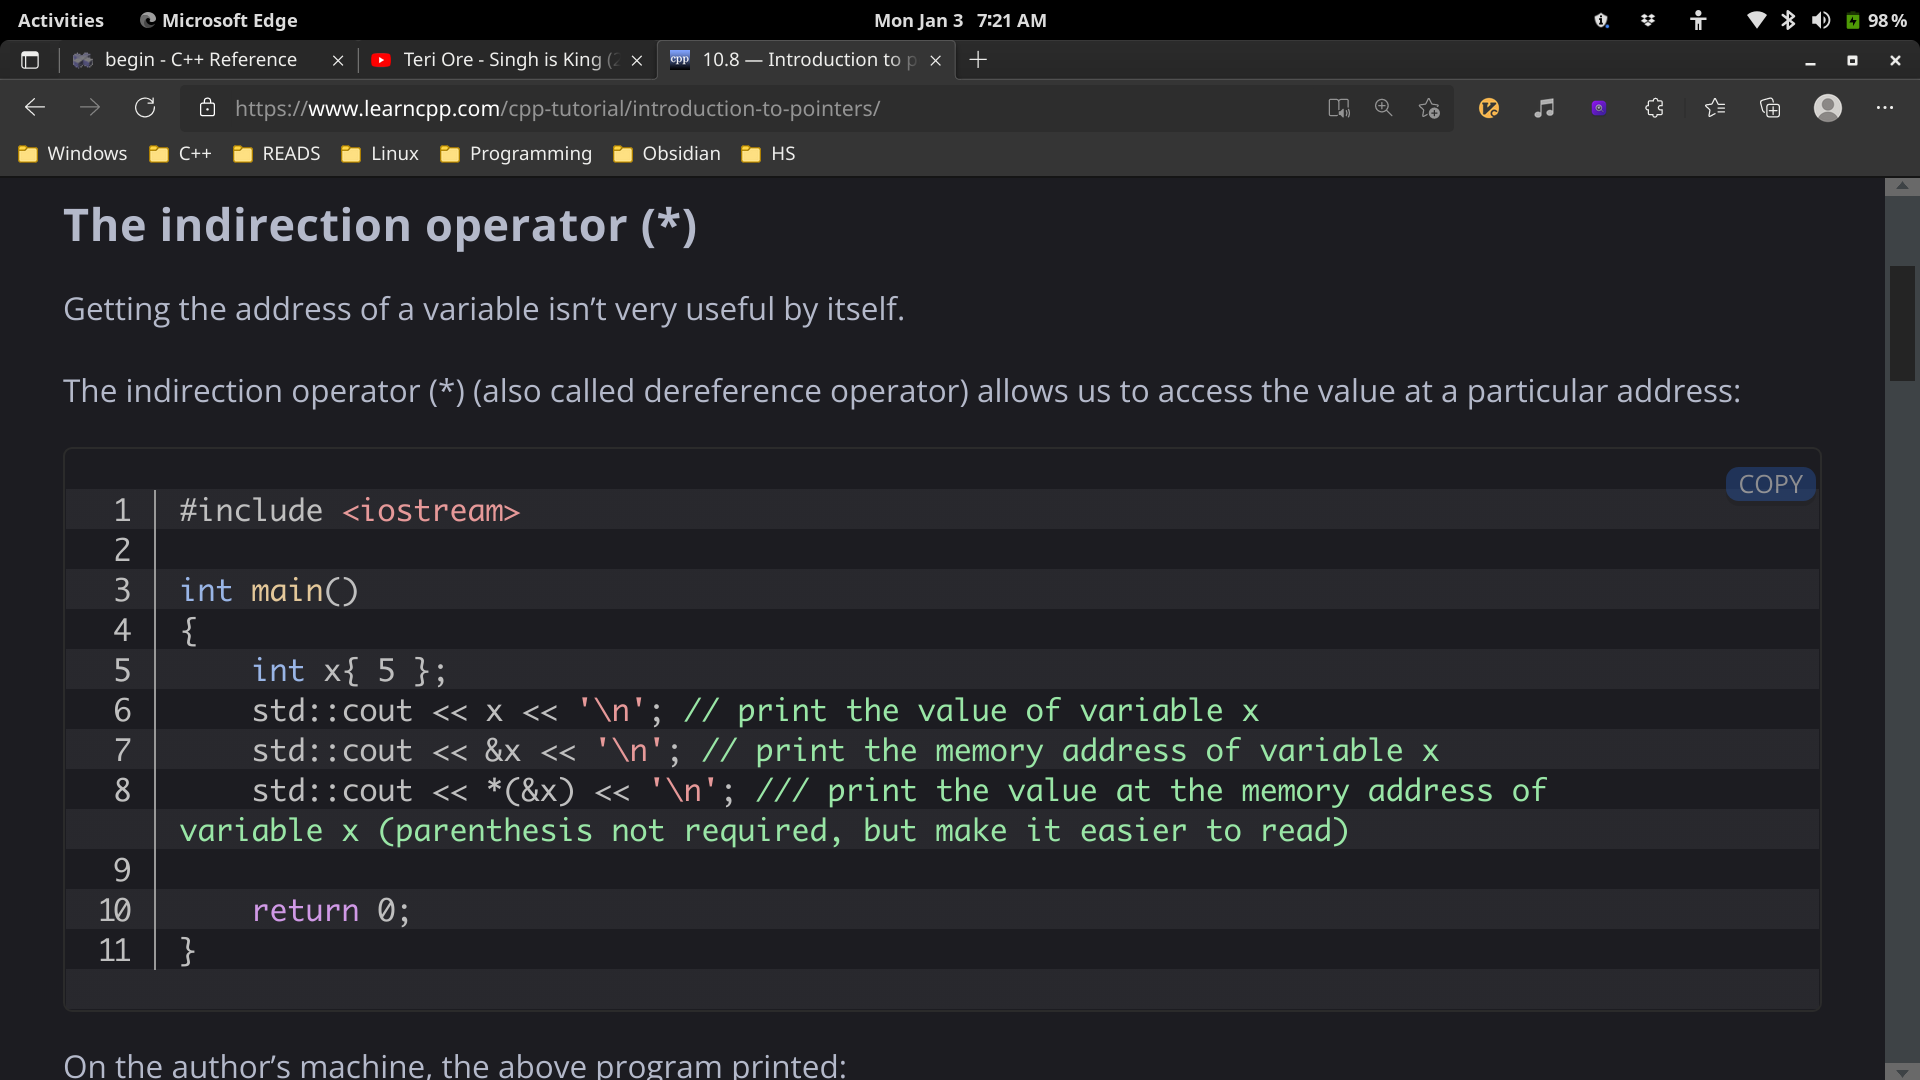 Activities Microsoft Edge Mon Jan 3 7:21 AM 98%
begin - C++ Reference Teri Ore - Singh is King (2 cpp 10.8 — Introduction to p
https://www.learncpp.com/cpp-tutorial/introduction-to-pointers/
Windows C++ READS Linux Programming Obsidian HS
The indirection operator (*)
Getting the address of a variable isn’t very useful by itself.
The indirection operator (*) (also called dereference operator) allows us to access the value at a particular address:
COPY
1 #include <iostream>
2
3 int main()
4 {
5     int x{ 5 };
6     std::cout << x << '\n'; // print the value of variable x
7     std::cout << &x << '\n'; // print the memory address of variable x
8     std::cout << *(&x) << '\n'; /// print the value at the memory address of
variable x (parenthesis not required, but make it easier to read)
9
10     return 0;
11 }
On the author’s machine, the above program printed: